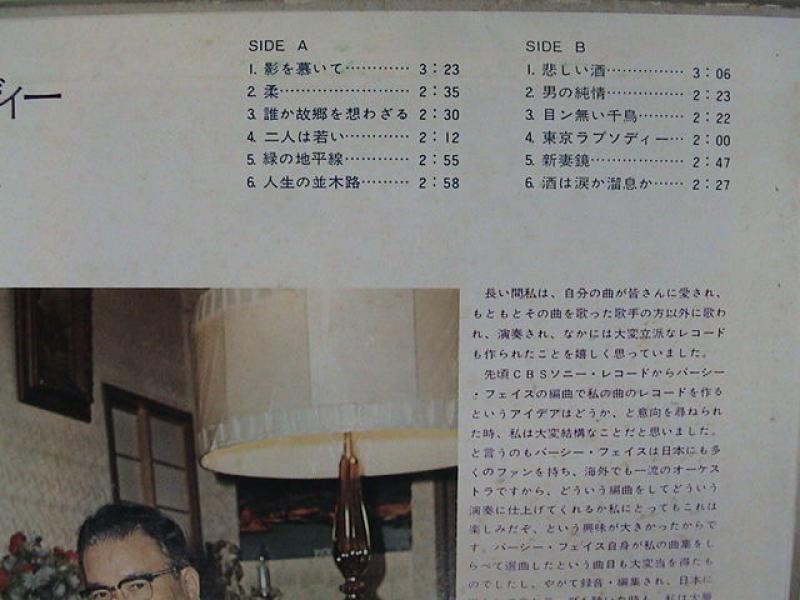 ディー
SIDE A
1. 影を慕いて………… 3:23
2. 柔……………………… 2:35
3. 誰か故郷を想わざる 2:30
4. 二人は若い………… 2:12
5. 緑の地平線………… 2:55
6. 人生の並木路……… 2:58
SIDE B
1. 悲しい酒…………… 3:06
2. 男の純情…………… 2:23
3. 目ン無い千鳥……… 2:22
4. 東京ラプソディー… 2:00
5. 新妻鏡……………… 2:47
6. 酒は涙か溜息か…… 2:27
長い間私は、自分の曲が皆さんに愛され、
もともとその曲を歌った歌手の方以外に歌わ
れ、演奏され、なかには大変立派なレコード
も作られたことを嬉しく思っていました。
先頃CBSソニー・レコードからパーシー
・フェイスの編曲で私の曲のレコードを作る
というアイデアはどうか、と意向を尋ねられ
た時、私は大変結構なことだと思いました。
と言うのもパーシー・フェイスは日本にも多
くのファンを持ち、海外でも一流のオーケス
トラですから、どういう編曲をしてどういう
演奏に仕上げてくれるか私にとってもこれは
楽しみだぞ、という興味が大きかったからで
す。パーシー・フェイス自身が私の曲集をし
らべて選曲したという曲目も大変当を得たも
のでしたし、やがて録音・編集され、日本に